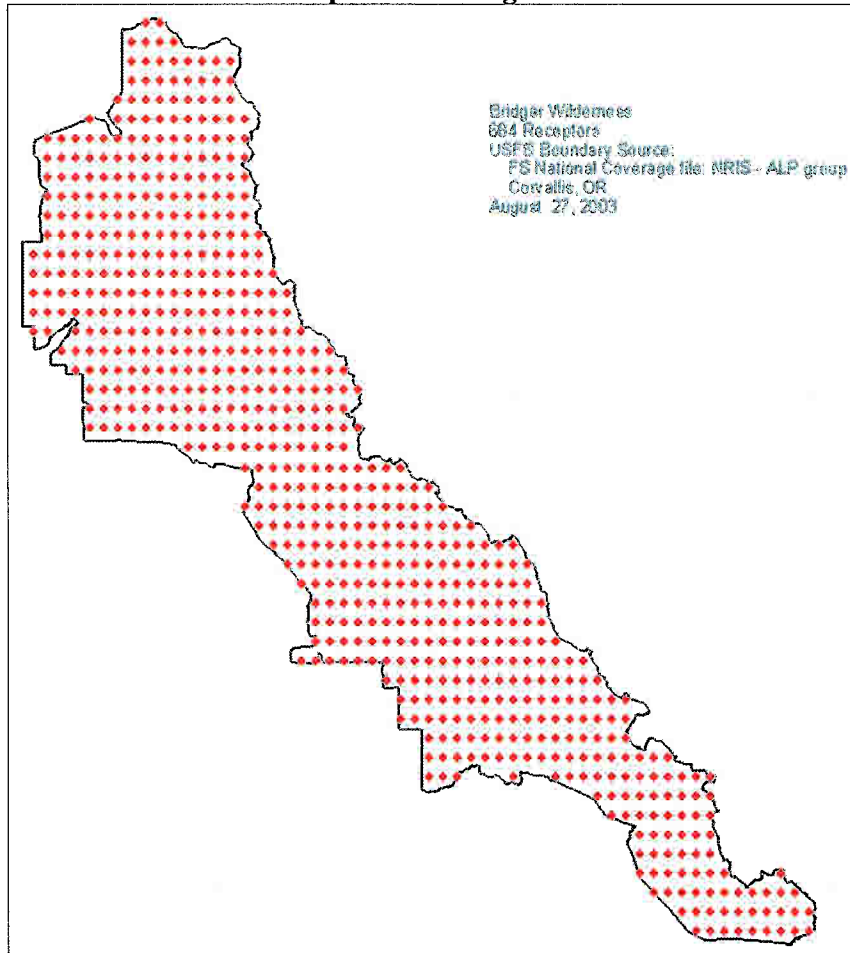 Bridger Wilderness
684 Receptors
USFS Boundary Source:
FS National Coverage file: NRIS - ALP group
Corvallis, OR
August 27, 2003